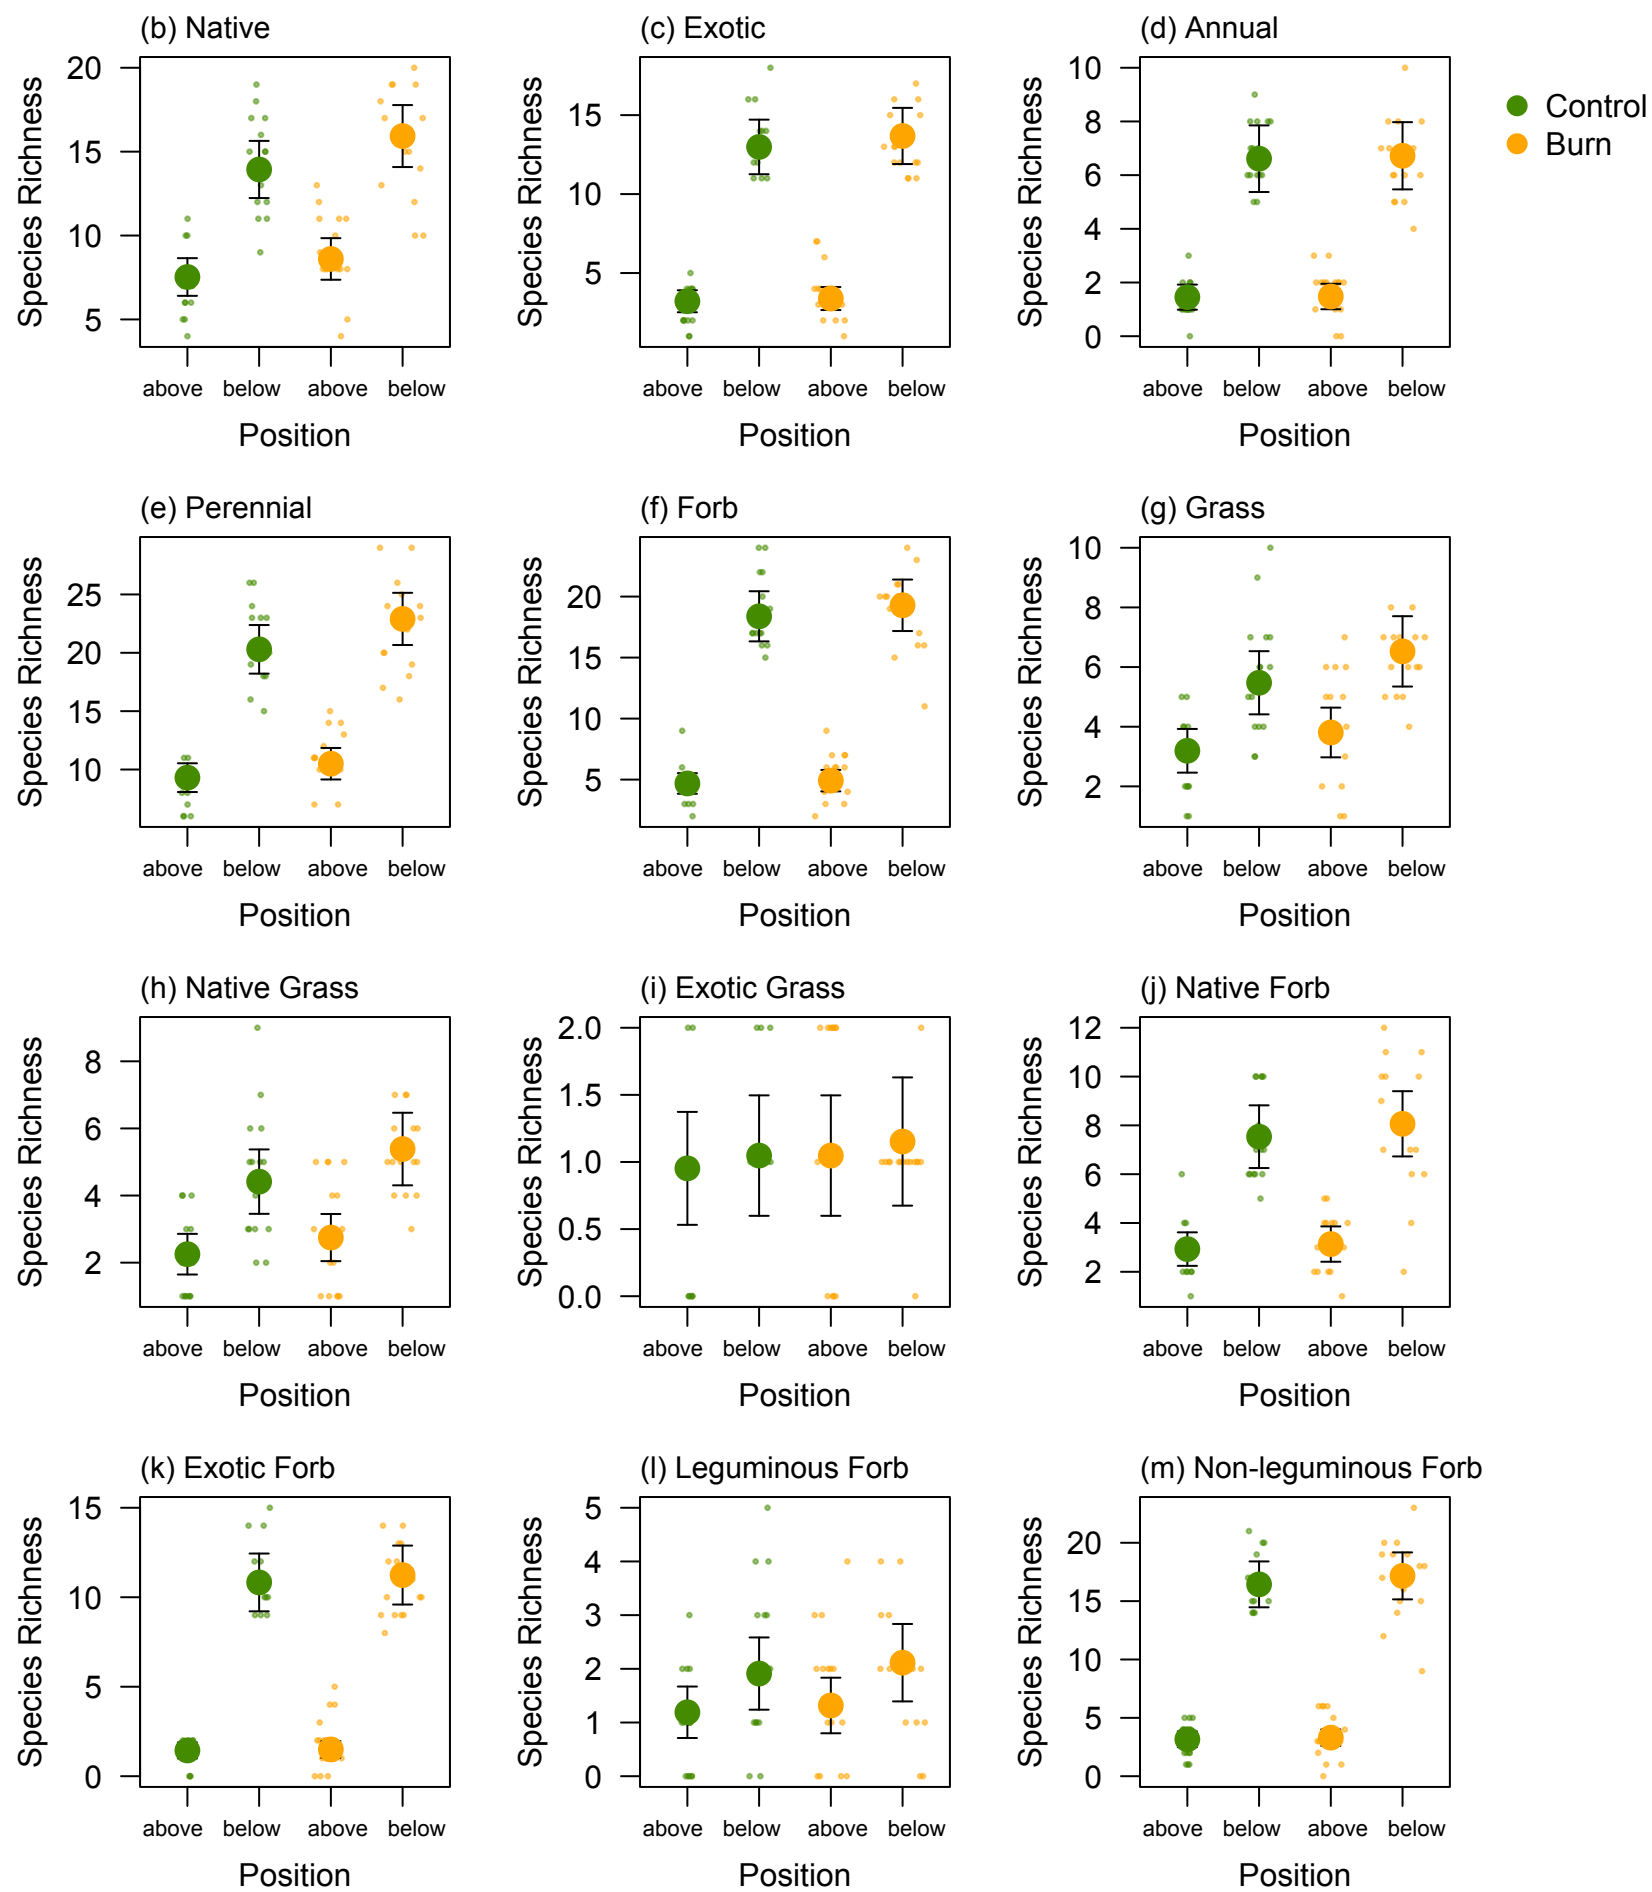 (b) Native
Species Richness
20
15
10
5
above below above below
Position
(c) Exotic
Species Richness
15
10
5
above below above below
Position
(d) Annual
Species Richness
10
8
6
4
2
0
above below above below
Position
Control
Burn
(e) Perennial
Species Richness
25
20
15
10
above below above below
Position
(f) Forb
Species Richness
20
15
10
5
above below above below
Position
(g) Grass
Species Richness
10
8
6
4
2
above below above below
Position
(h) Native Grass
Species Richness
8
6
4
2
above below above below
Position
(i) Exotic Grass
Species Richness
2.0
1.5
1.0
0.5
0.0
above below above below
Position
(j) Native Forb
Species Richness
12
10
8
6
4
2
above below above below
Position
(k) Exotic Forb
Species Richness
15
10
5
0
above below above below
Position
(l) Leguminous Forb
Species Richness
5
4
3
2
1
0
above below above below
Position
(m) Non-leguminous Forb
Species Richness
20
15
10
5
0
above below above below
Position